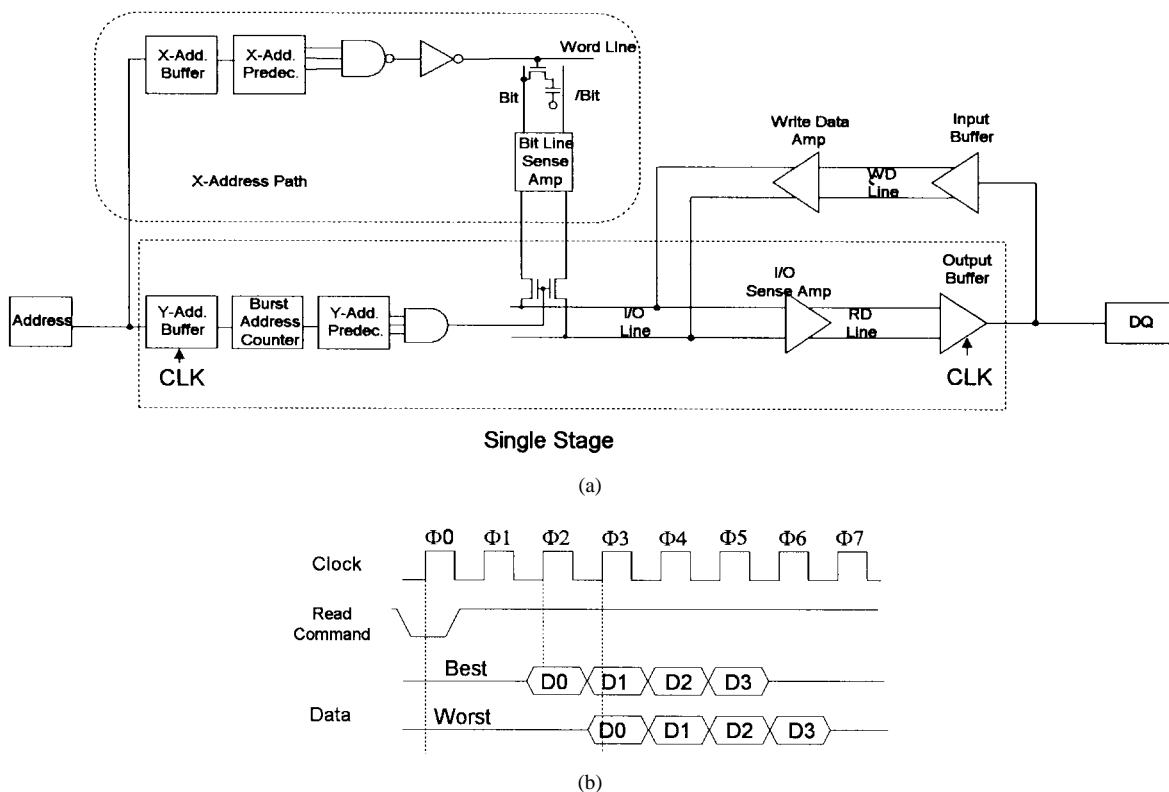 X-Add.
Buffer
X-Add.
Predec.
Word Line
Bit
/Bit
Bit Line
Sense
Amp
X-Address Path
Write Data
Amp
Input
Buffer
WD
Line
Address
Y-Add.
Buffer
CLK
Burst
Address
Counter
Y-Add.
Predec.
I/O
Line
I/O
Sense Amp
RD
Line
Output
Buffer
CLK
DQ
Single Stage
(a)
Φ0 Φ1 Φ2 Φ3 Φ4 Φ5 Φ6 Φ7
Clock
Read
Command
Best
D0 D1 D2 D3
Data
Worst
D0 D1 D2 D3
(b)